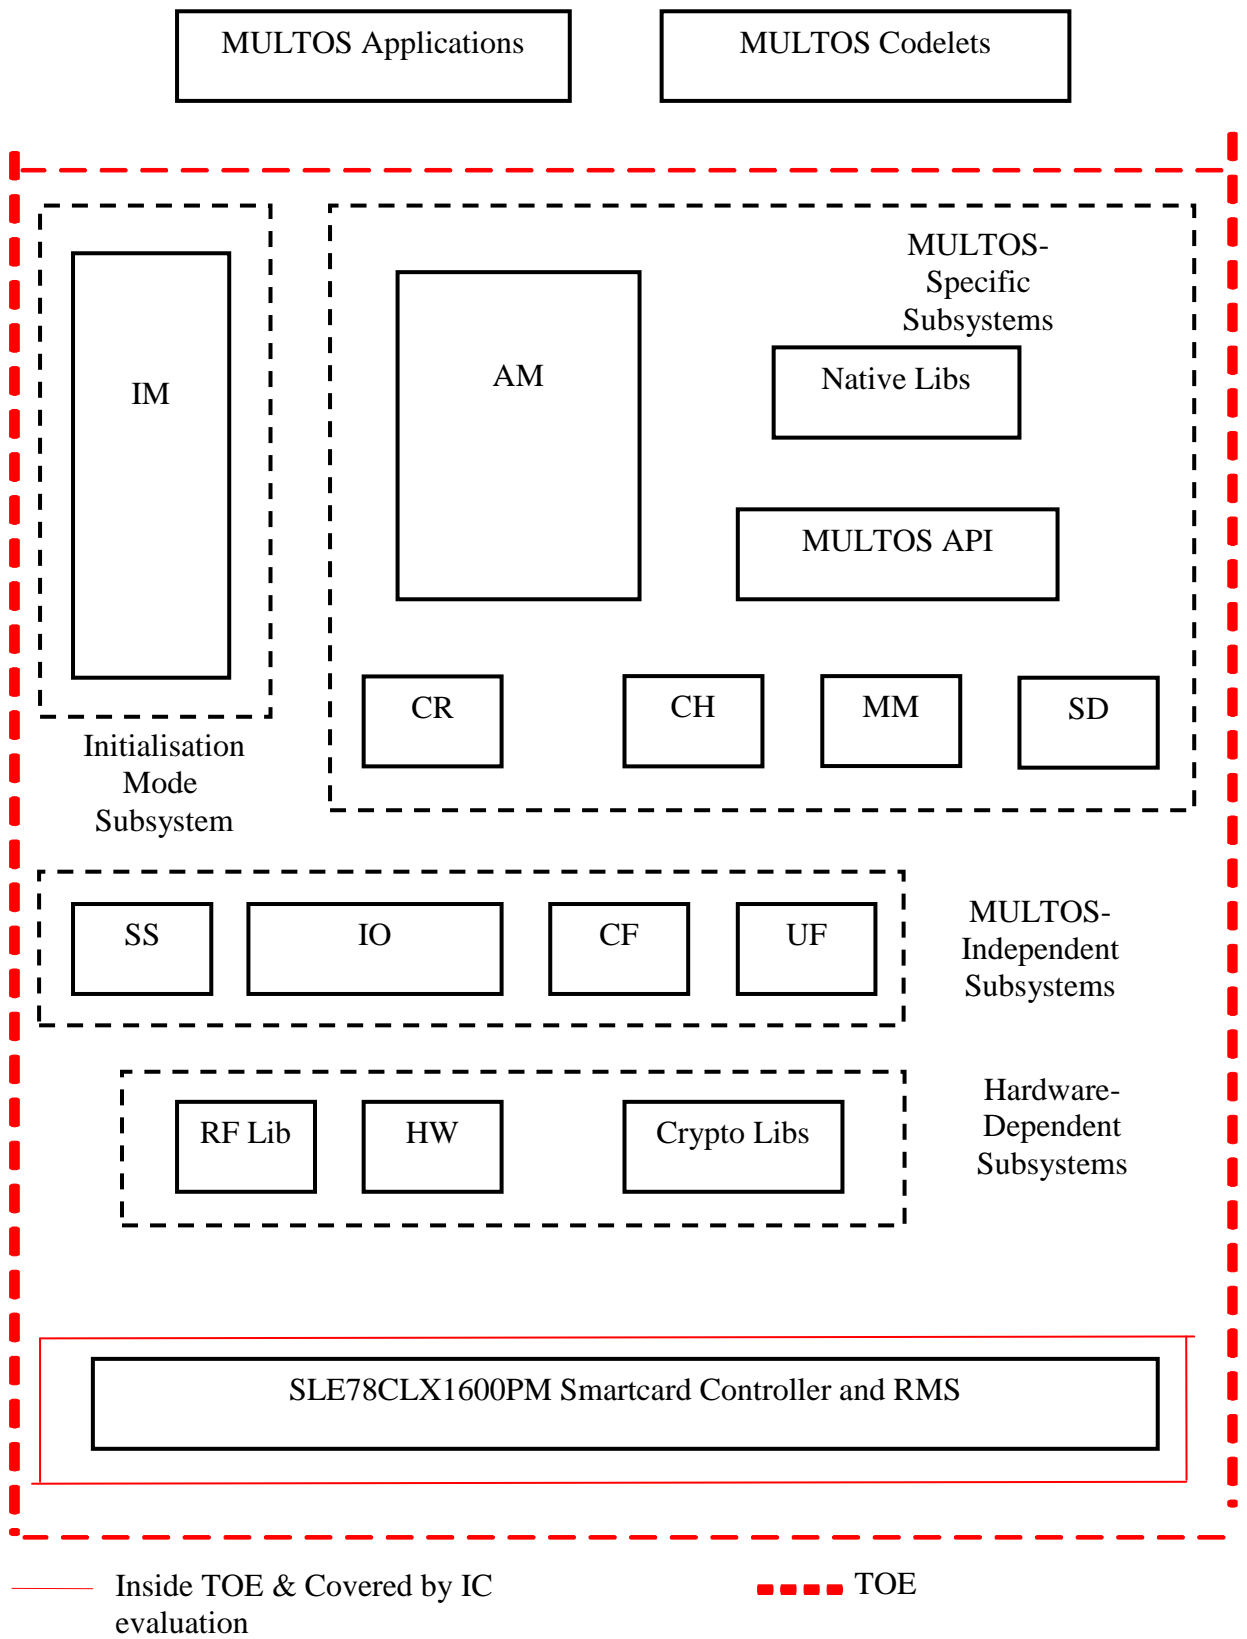 MULTOS Applications
MULTOS Codelets
MULTOS-
Specific
Subsystems
IM
AM
Native Libs
MULTOS API
CR
CH
MM
SD
Initialisation
Mode
Subsystem
SS
IO
CF
UF
MULTOS-
Independent
Subsystems
RF Lib
HW
Crypto Libs
Hardware-
Dependent
Subsystems
SLE78CLX1600PM Smartcard Controller and RMS
Inside TOE & Covered by IC
evaluation
TOE